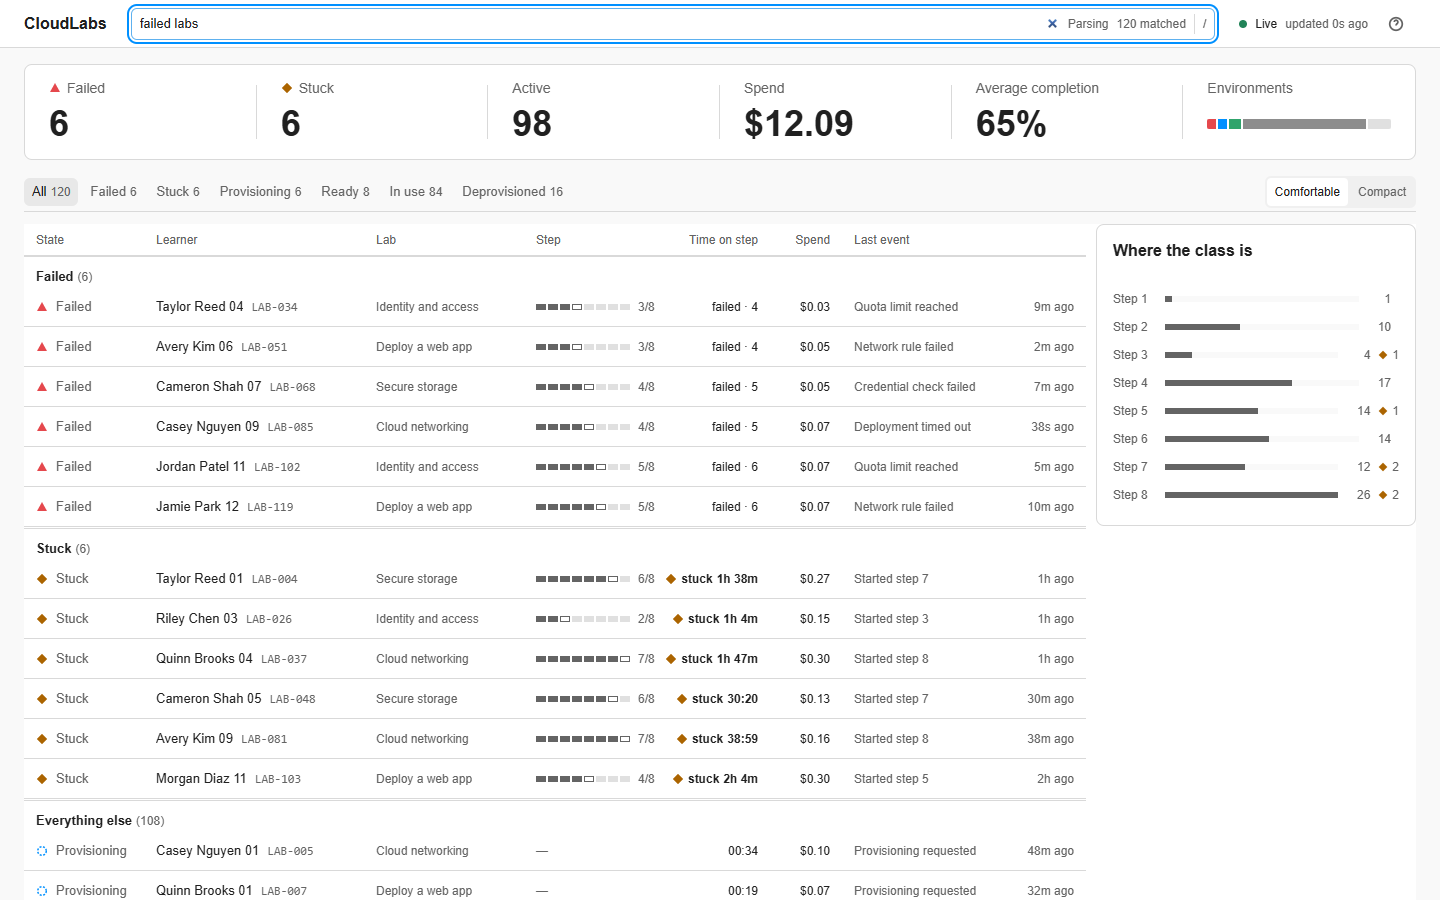 CloudLabs
failed labs
Parsing 120 matched /
Live updated 0s ago
Failed
6
Stuck
6
Active
98
Spend
$12.09
Average completion
65%
Environments
All 120 Failed 6 Stuck 6 Provisioning 6 Ready 8 In use 84 Deprovisioned 16
Comfortable Compact
State Learner Lab Step Time on step Spend Last event
Failed (6)
Failed Taylor Reed 04 LAB-034 Identity and access 3/8 failed · 4 $0.03 Quota limit reached 9m ago
Failed Avery Kim 06 LAB-051 Deploy a web app 3/8 failed · 4 $0.05 Network rule failed 2m ago
Failed Cameron Shah 07 LAB-068 Secure storage 4/8 failed · 5 $0.05 Credential check failed 7m ago
Failed Casey Nguyen 09 LAB-085 Cloud networking 4/8 failed · 5 $0.07 Deployment timed out 38s ago
Failed Jordan Patel 11 LAB-102 Identity and access 5/8 failed · 6 $0.07 Quota limit reached 5m ago
Failed Jamie Park 12 LAB-119 Deploy a web app 5/8 failed · 6 $0.07 Network rule failed 10m ago
Stuck (6)
Stuck Taylor Reed 01 LAB-004 Secure storage 6/8 stuck 1h 38m $0.27 Started step 7 1h ago
Stuck Riley Chen 03 LAB-026 Identity and access 2/8 stuck 1h 4m $0.15 Started step 3 1h ago
Stuck Quinn Brooks 04 LAB-037 Cloud networking 7/8 stuck 1h 47m $0.30 Started step 8 1h ago
Stuck Cameron Shah 05 LAB-048 Secure storage 6/8 stuck 30:20 $0.13 Started step 7 30m ago
Stuck Avery Kim 09 LAB-081 Cloud networking 7/8 stuck 38:59 $0.16 Started step 8 38m ago
Stuck Morgan Diaz 11 LAB-103 Deploy a web app 4/8 stuck 2h 4m $0.30 Started step 5 2h ago
Everything else (108)
Provisioning Casey Nguyen 01 LAB-005 Cloud networking — 00:34 $0.10 Provisioning requested 48m ago
Provisioning Quinn Brooks 01 LAB-007 Deploy a web app — 00:19 $0.07 Provisioning requested 32m ago
Where the class is
Step 1 1
Step 2 10
Step 3 4 1
Step 4 17
Step 5 14 1
Step 6 14
Step 7 12 2
Step 8 26 2